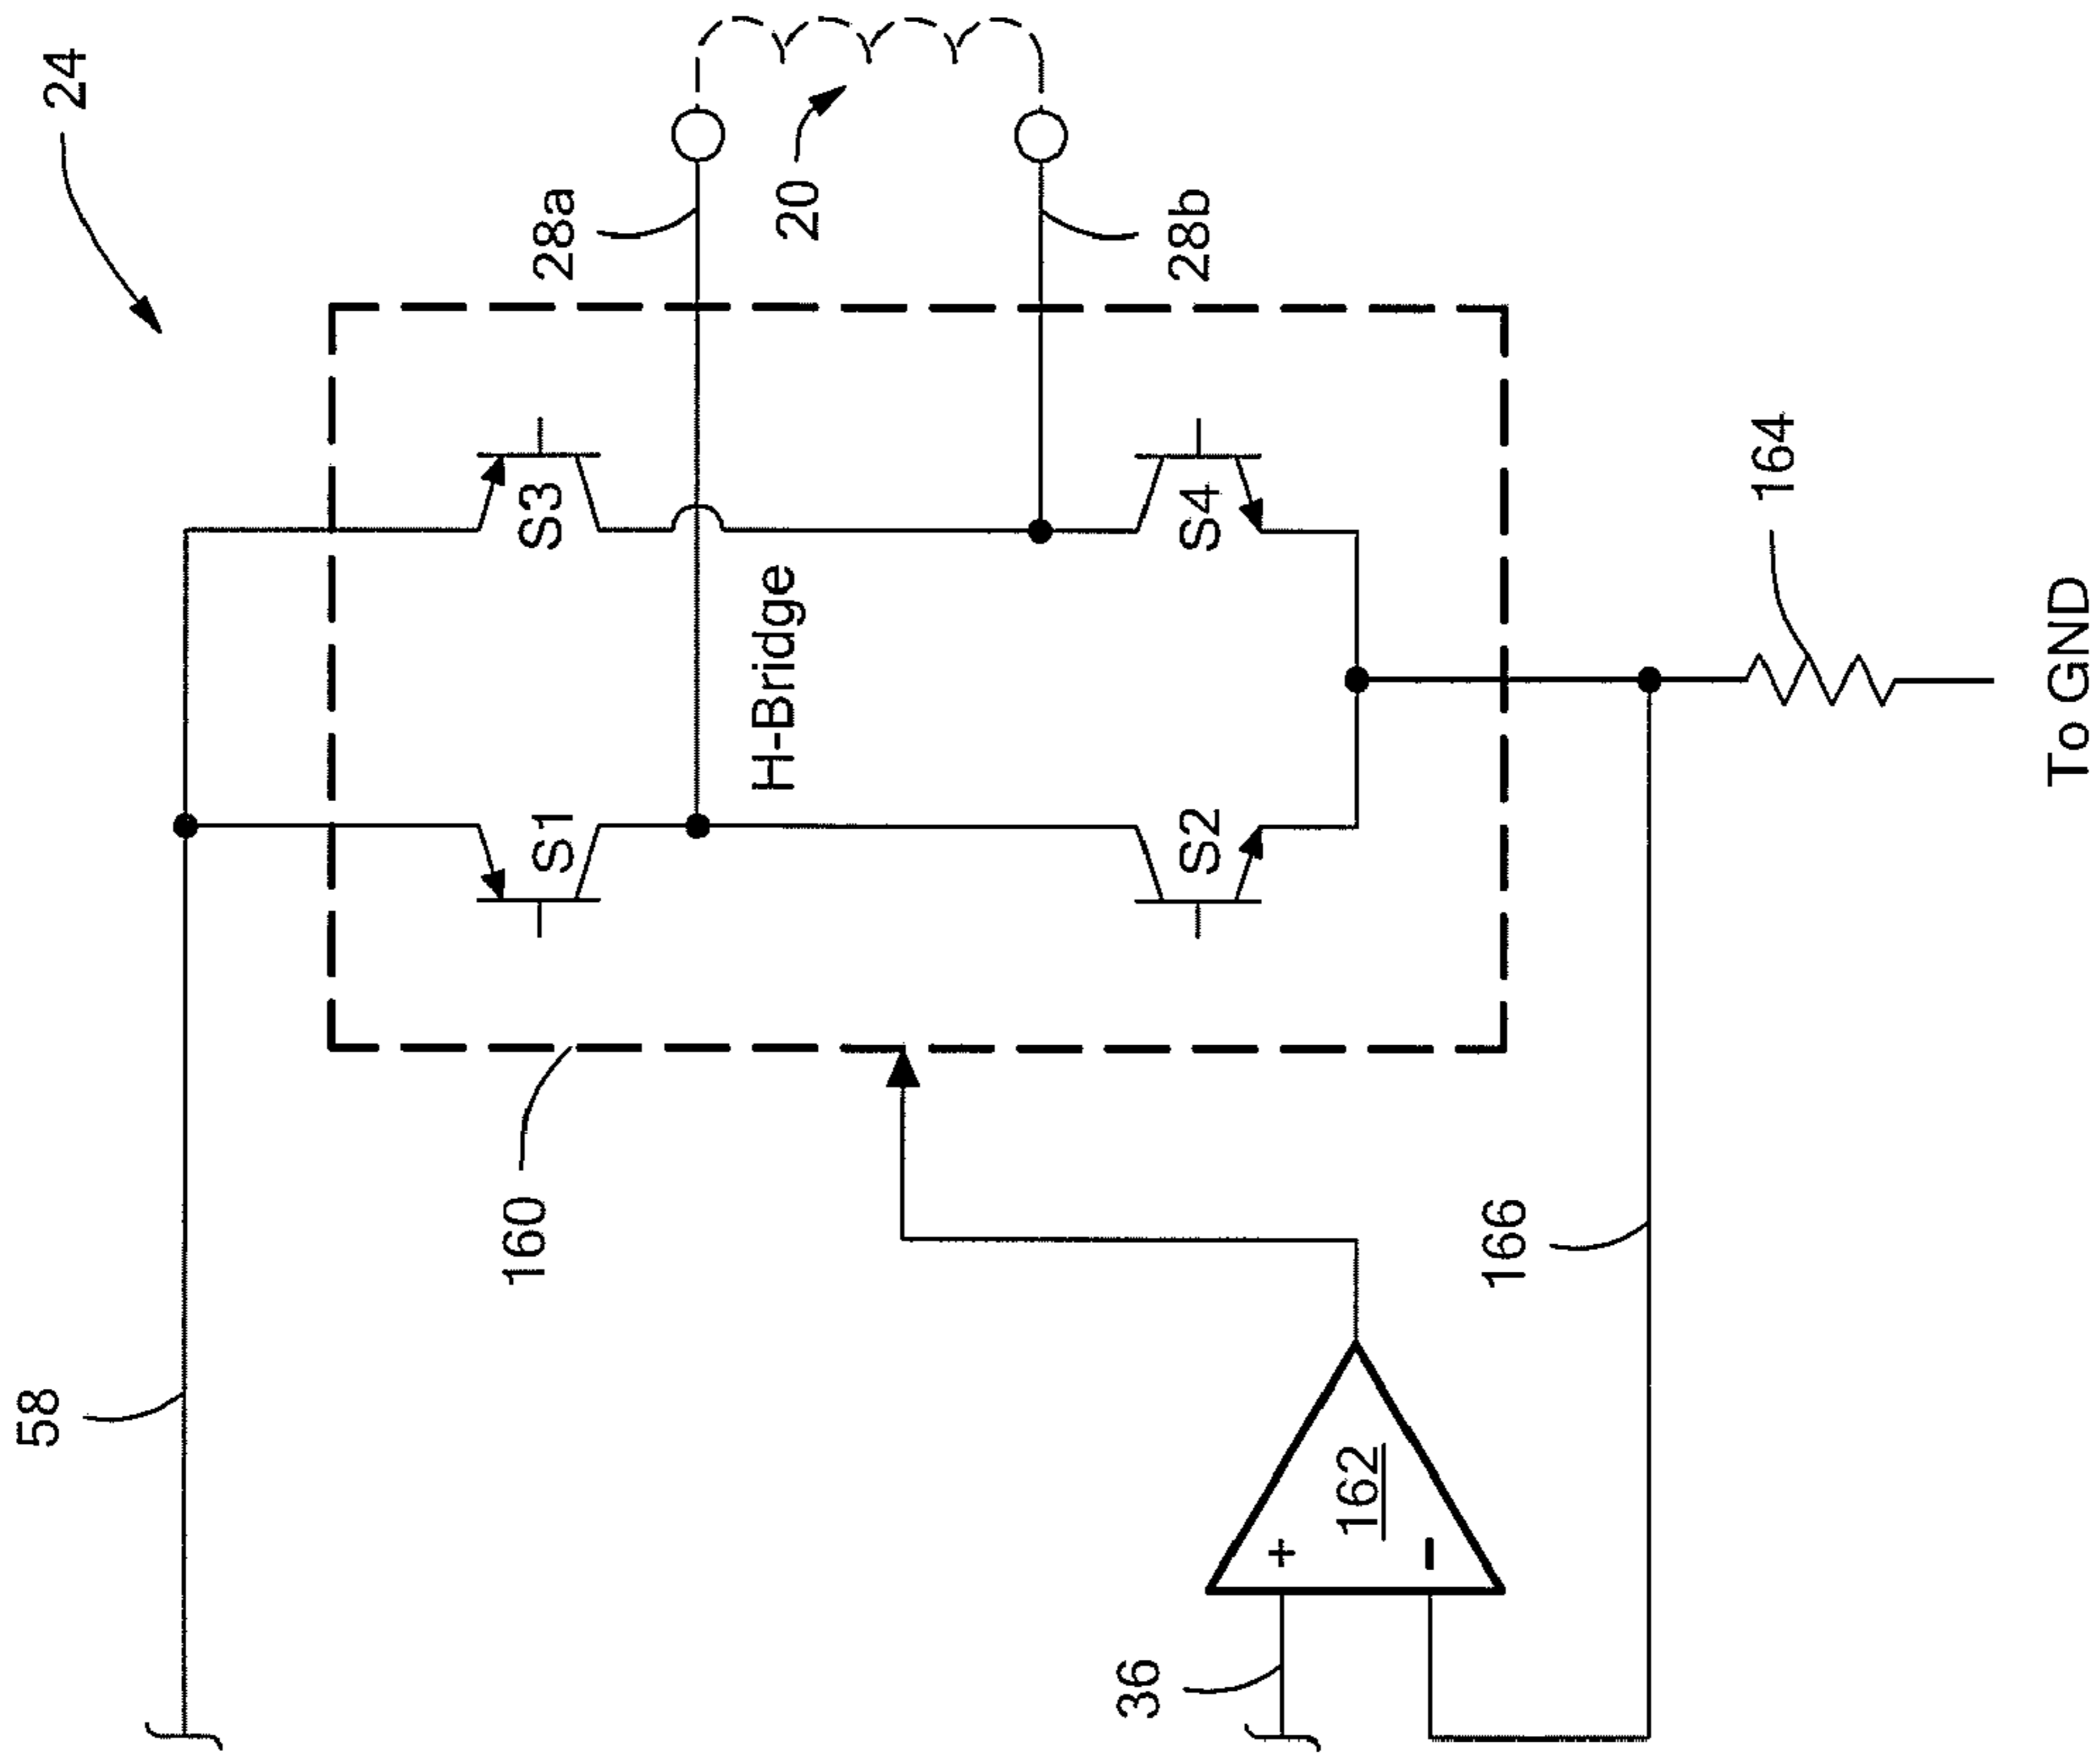 24
58
28a
20
28b
S3
S1
H-Bridge
S4
S2
160
164
166
36
+
162
-
To GND